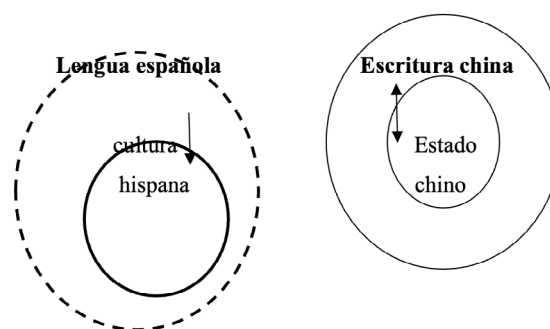 Lengua española
cultura
hispana
Escritura china
Estado
chino